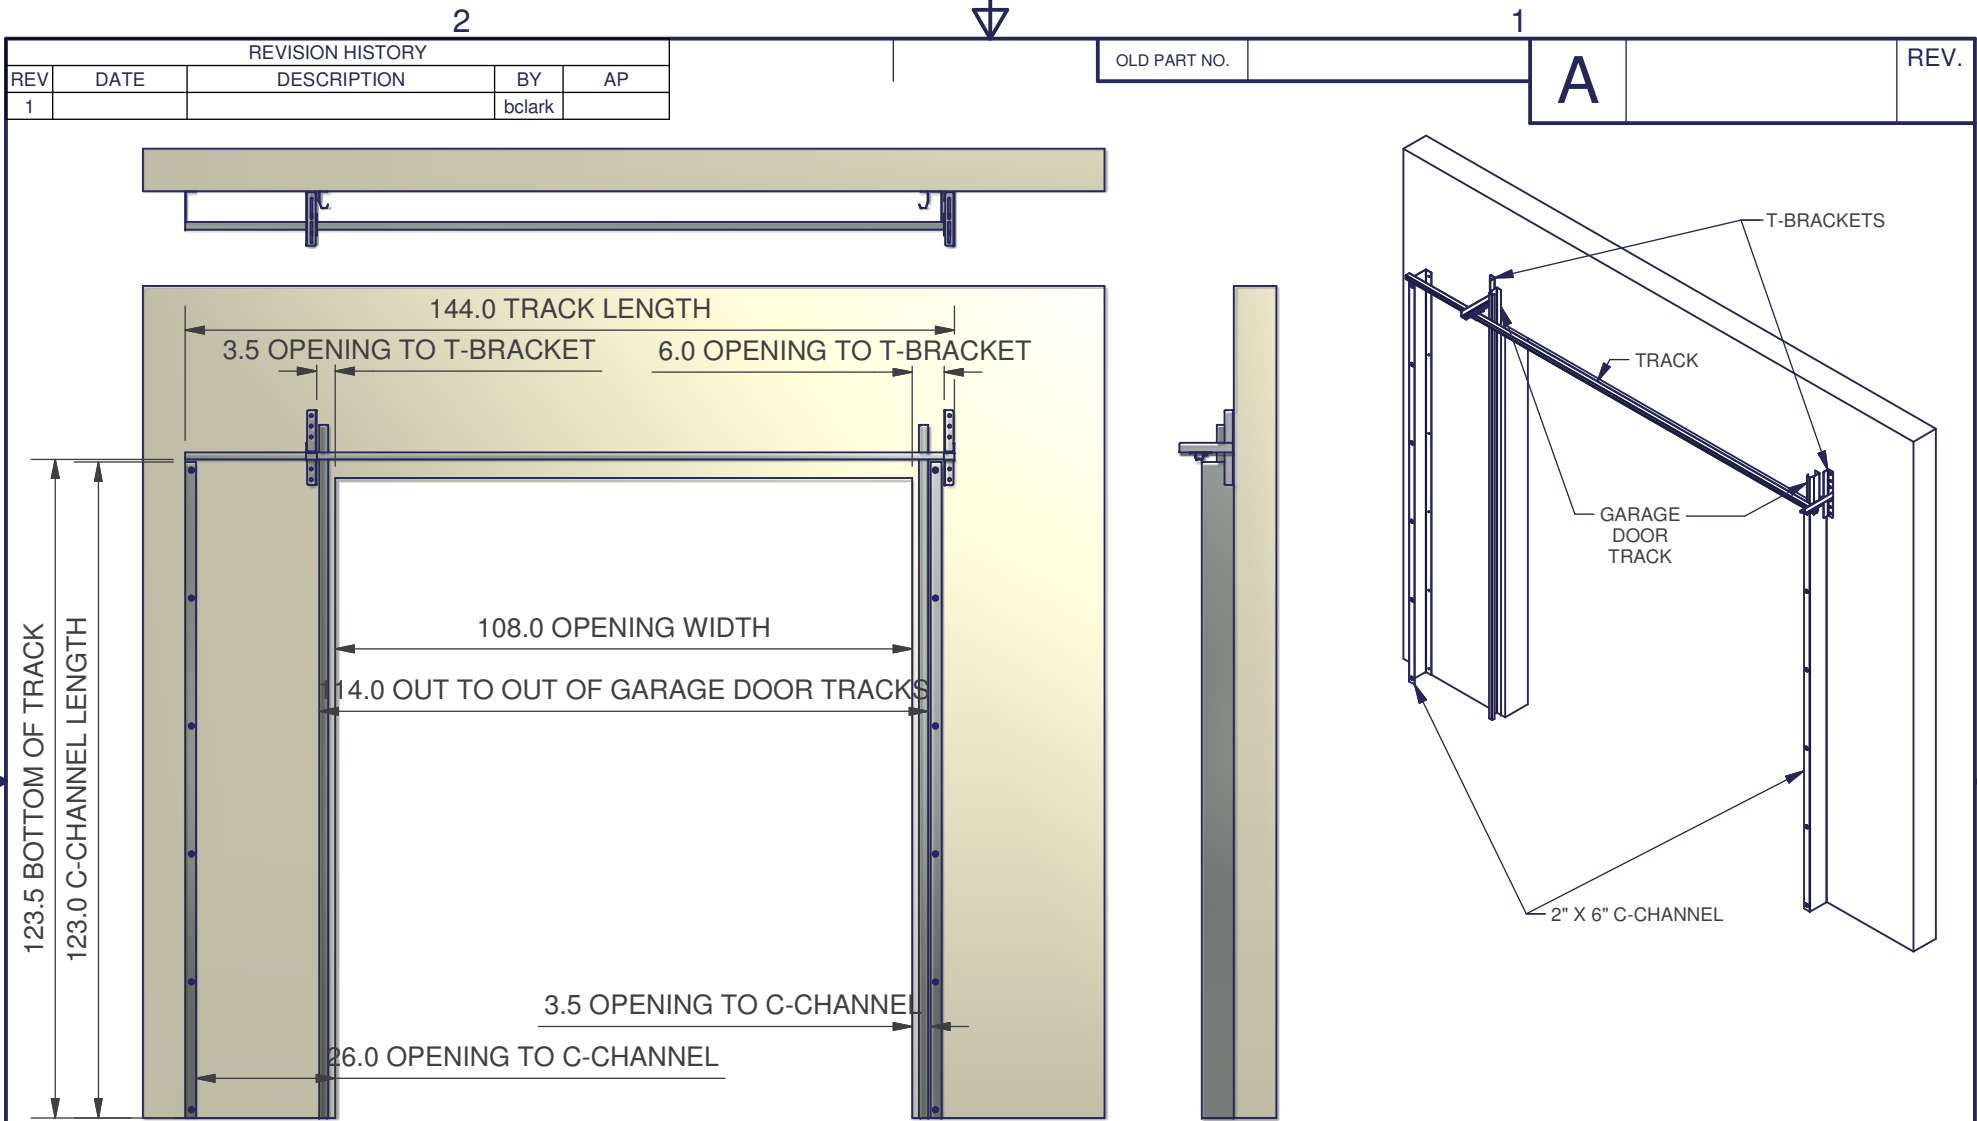 2
1
REVISION HISTORY
REV DATE DESCRIPTION BY AP
1 bclark
OLD PART NO.
A
REV.
144.0 TRACK LENGTH
3.5 OPENING TO T-BRACKET
6.0 OPENING TO T-BRACKET
108.0 OPENING WIDTH
114.0 OUT TO OUT OF GARAGE DOOR TRACKS
123.5 BOTTOM OF TRACK
123.0 C-CHANNEL LENGTH
3.5 OPENING TO C-CHANNEL
26.0 OPENING TO C-CHANNEL
T-BRACKETS
TRACK
GARAGE
DOOR
TRACK
2" X 6" C-CHANNEL